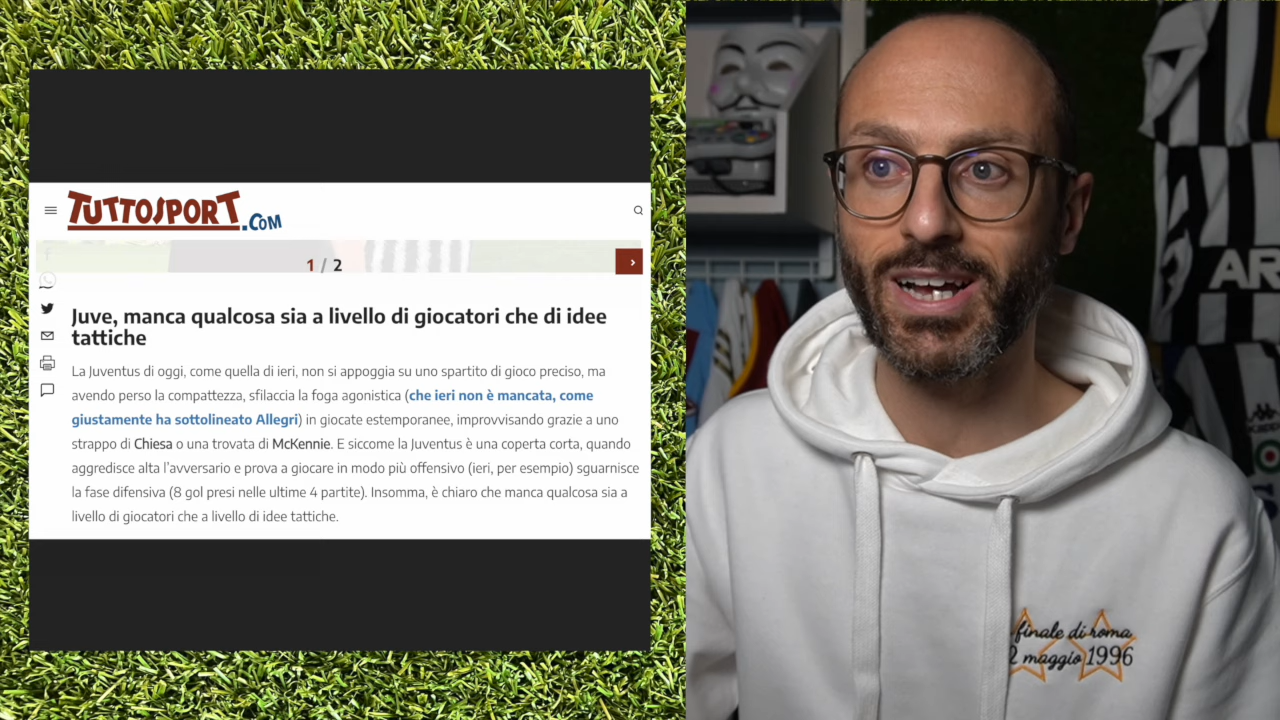 TUTTOSPORT.COM
1 / 2
Juve, manca qualcosa sia a livello di giocatori che di idee
tattiche
La Juventus di oggi, come quella di ieri, non si appoggia su uno spartito di gioco preciso, ma
avendo perso la compattezza, sfilaccia la foga agonistica (che ieri non è mancata, come
giustamente ha sottolineato Allegri) in giocate estemporanee, improvvisando grazie a uno
strappo di Chiesa o una trovata di McKennie. E siccome la Juventus è una coperta corta, quando
aggredisce alta l'avversario e prova a giocare in modo più offensivo (ieri, per esempio) sguarnisce
la fase difensiva (8 gol presi nelle ultime 4 partite). Insomma, è chiaro che manca qualcosa sia a
livello di giocatori che a livello di idee tattiche.
AR
finale di roma
2 maggio 1996